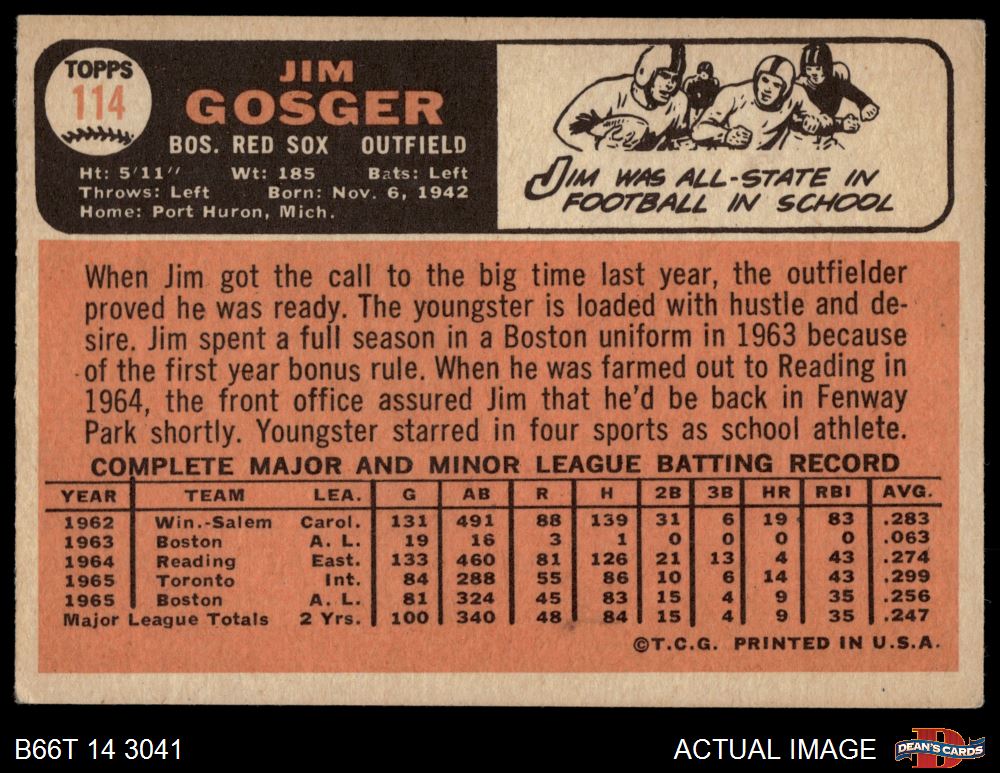 TOPPS
114
JIM
GOSGER
BOS. RED SOX OUTFIELD
Ht: 5'11" Wt: 185 Bats: Left
Throws: Left Born: Nov. 6, 1942
Home: Port Huron, Mich.
JIM WAS ALL-STATE IN
FOOTBALL IN SCHOOL
When Jim got the call to the big time last year, the outfielder
proved he was ready. The youngster is loaded with hustle and de-
sire. Jim spent a full season in a Boston uniform in 1963 because
of the first year bonus rule. When he was farmed out to Reading in
1964, the front office assured Jim that he'd be back in Fenway
Park shortly. Youngster starred in four sports as school athlete.
COMPLETE MAJOR AND MINOR LEAGUE BATTING RECORD
YEAR TEAM LEA. G AB R H 2B 3B HR RBI AVG.
1962 Win.-Salem Carol. 131 491 88 139 31 6 19 83 .283
1963 Boston A. L. 19 16 3 1 0 0 0 0 .063
1964 Reading East. 133 460 81 126 21 13 4 43 .274
1965 Toronto Int. 84 288 55 86 10 6 14 43 .299
1965 Boston A. L. 81 324 45 83 15 4 9 35 .256
Major League Totals 2 Yrs. 100 340 48 84 15 4 9 35 .247
©T.C.G. PRINTED IN U.S.A.
B66T 14 3041
ACTUAL IMAGE
D
DEAN'S CARDS